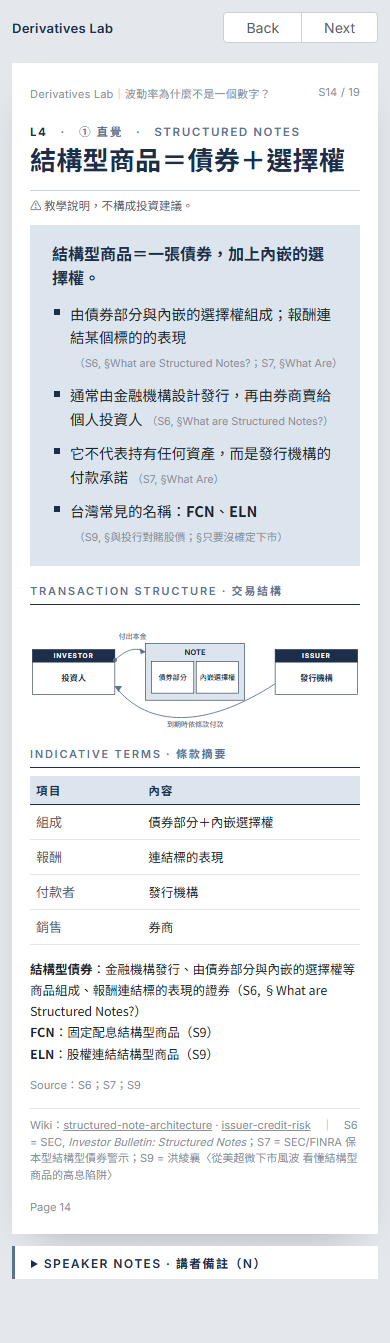 Derivatives Lab
Back
Next
Derivatives Lab｜波動率為什麼不是一個數字？
S14 / 19
L4 · ① 直覺 · STRUCTURED NOTES
結構型商品＝債券＋選擇權
⚠ 教學說明，不構成投資建議。
結構型商品＝一張債券，加上內嵌的選
擇權。
由債券部分與內嵌的選擇權組成；報酬連
結某個標的的表現
（S6, §What are Structured Notes?；S7, §What Are）
通常由金融機構設計發行，再由券商賣給
個人投資人 （S6, §What are Structured Notes?）
它不代表持有任何資產，而是發行機構的
付款承諾 （S7, §What Are）
台灣常見的名稱：FCN、ELN
（S9, §與投行對賭股價；§只要沒確定下市）
TRANSACTION STRUCTURE · 交易結構
付出本金
INVESTOR
投資人
NOTE
債券部分
內嵌選擇權
ISSUER
發行機構
到期時依條款付款
INDICATIVE TERMS · 條款摘要
項目 內容
組成 債券部分＋內嵌選擇權
報酬 連結標的表現
付款者 發行機構
銷售 券商
結構型債券：金融機構發行、由債券部分與內嵌的選擇權等
商品組成、報酬連結標的表現的證券（S6, § What are
Structured Notes?）
FCN：固定配息結構型商品（S9）
ELN：股權連結結構型商品（S9）
Source：S6；S7；S9
Wiki：structured-note-architecture · issuer-credit-risk ｜ S6
= SEC, Investor Bulletin: Structured Notes；S7 = SEC/FINRA 保
本型結構型債券警示；S9 = 洪綾襄〈從美超微下市風波 看懂結構型
商品的高息陷阱〉
Page 14
▶ SPEAKER NOTES · 講者備註（N）